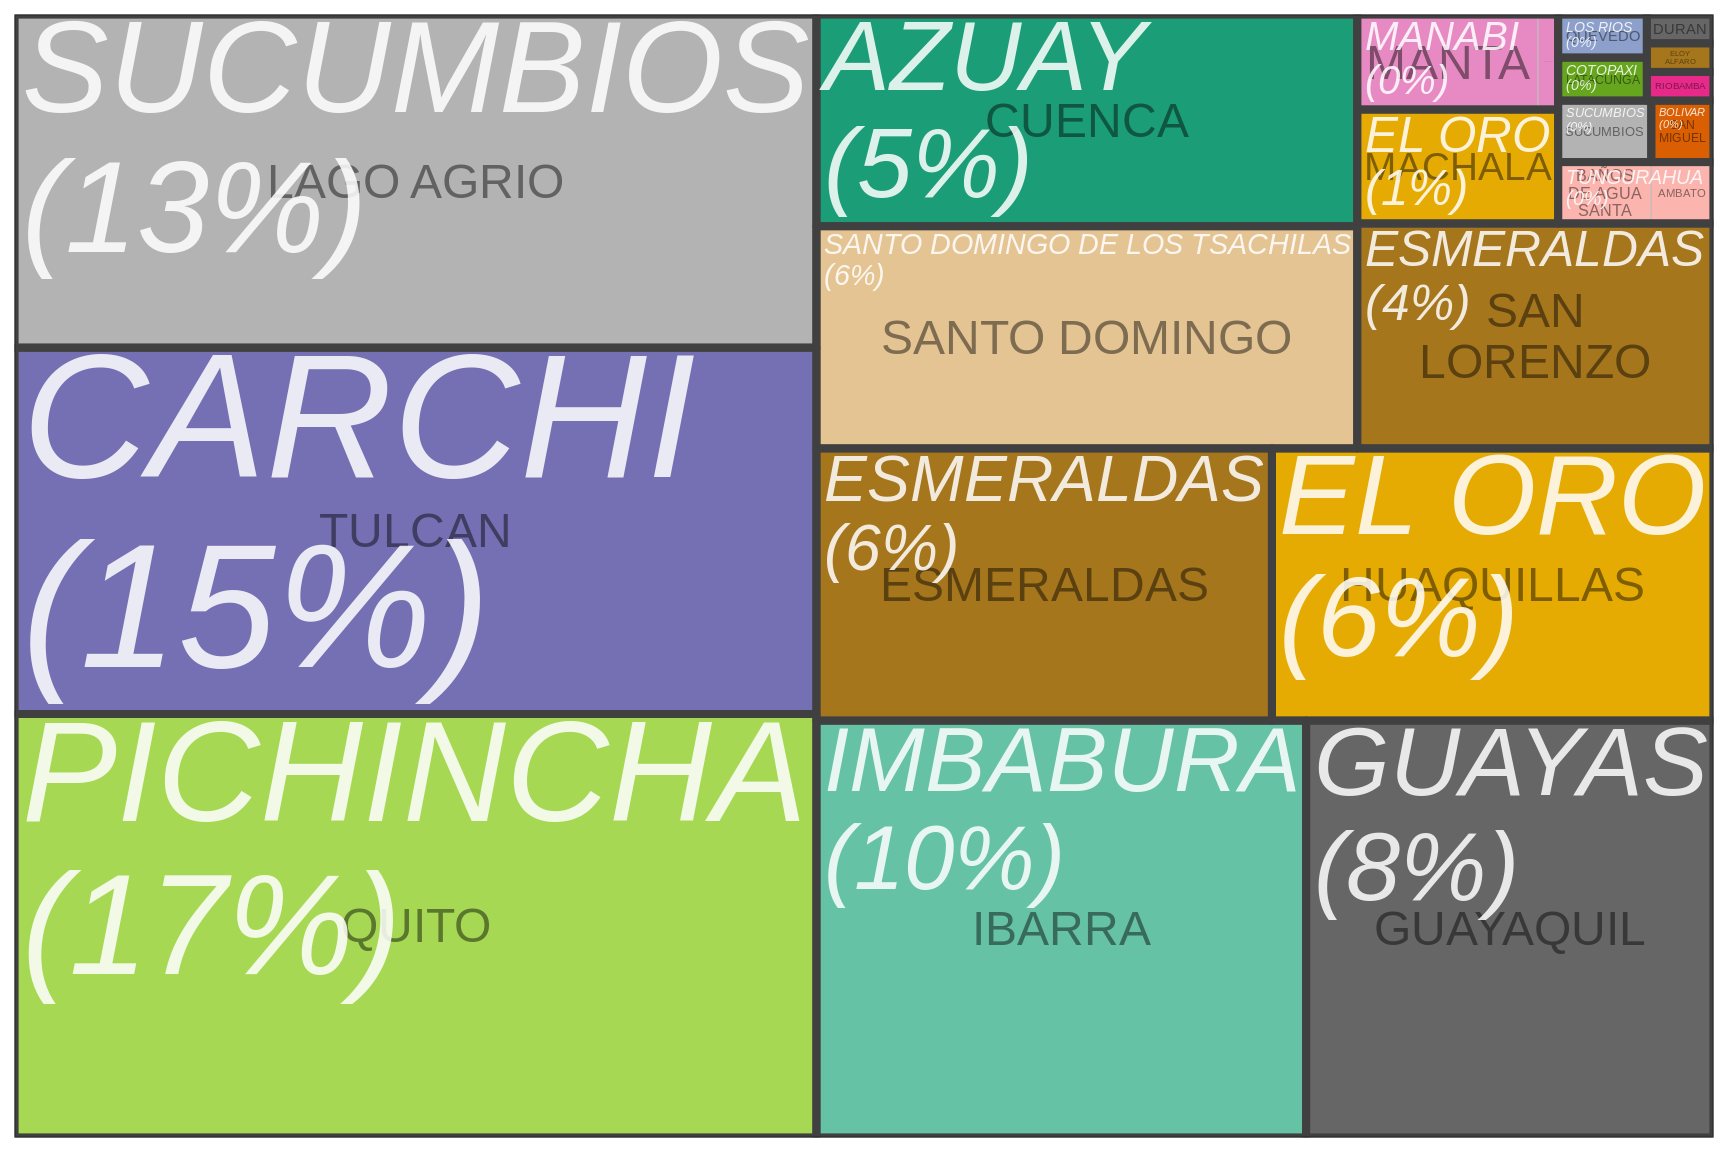 SUCUMBIOS
(13%)
LAGO AGRIO
CARCHI
(15%)
TULCAN
PICHINCHA
(17%)
QUITO
AZUAY
(5%)
CUENCA
SANTO DOMINGO DE LOS TSACHILAS
(6%)
SANTO DOMINGO
ESMERALDAS
(6%)
ESMERALDAS
EL ORO
(6%)
HUAQUILLAS
IMBABURA
(10%)
IBARRA
GUAYAS
(8%)
GUAYAQUIL
MANABI
(0%)
MANTA
EL ORO
(1%)
MACHALA
ESMERALDAS
(4%)
SAN
LORENZO
LOS RIOS
(0%)
QUEVEDO
DURAN
ELOY
ALFARO
COTOPAXI
(0%)
LATACUNGA
RIOBAMBA
SUCUMBIOS
(0%)
SUCUMBIOS
BOLIVAR
(0%)
SAN
MIGUEL
TUNGURAHUA
(0%)
BAÑOS
DE AGUA
SANTA
AMBATO